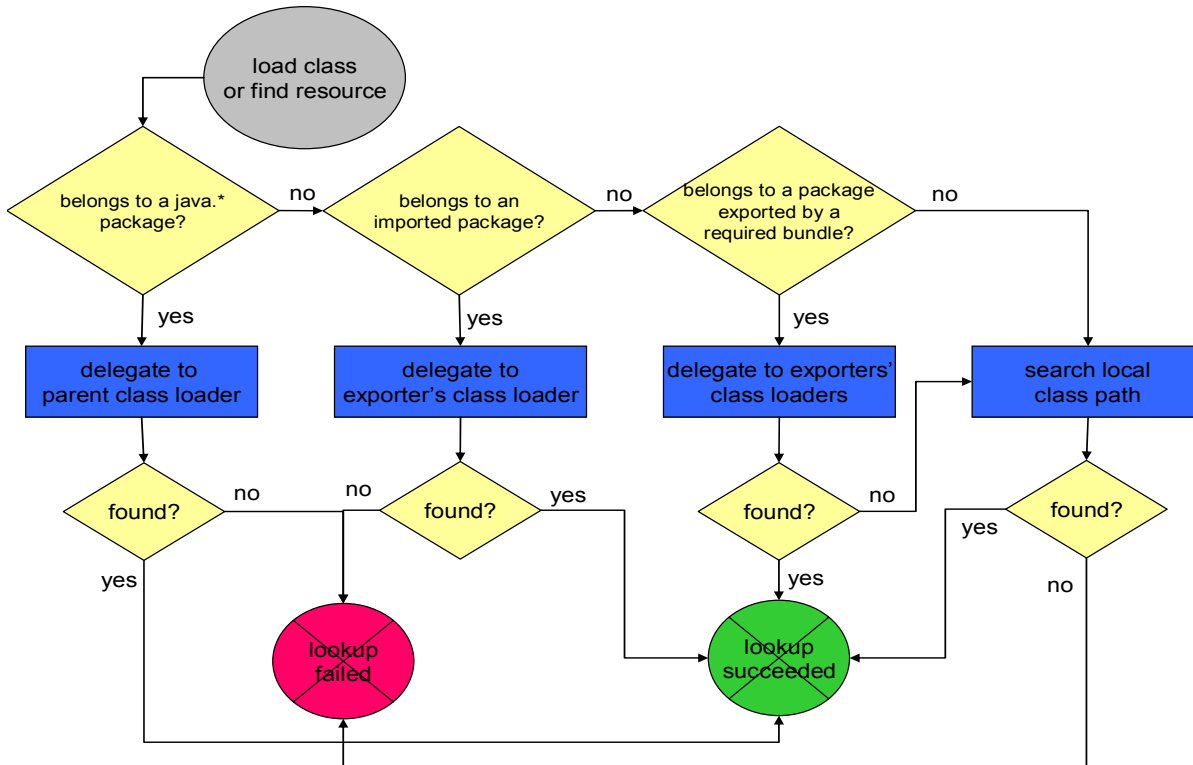 load class
or find resource
belongs to a java.*
package?
no
belongs to an
imported package?
no
belongs to a package
exported by a
required bundle?
no
yes
yes
yes
delegate to
parent class loader
delegate to
exporter's class loader
delegate to exporters'
class loaders
search local
class path
found?
no
no
found?
yes
found?
no
yes
found?
yes
yes
no
lookup
failed
lookup
succeeded